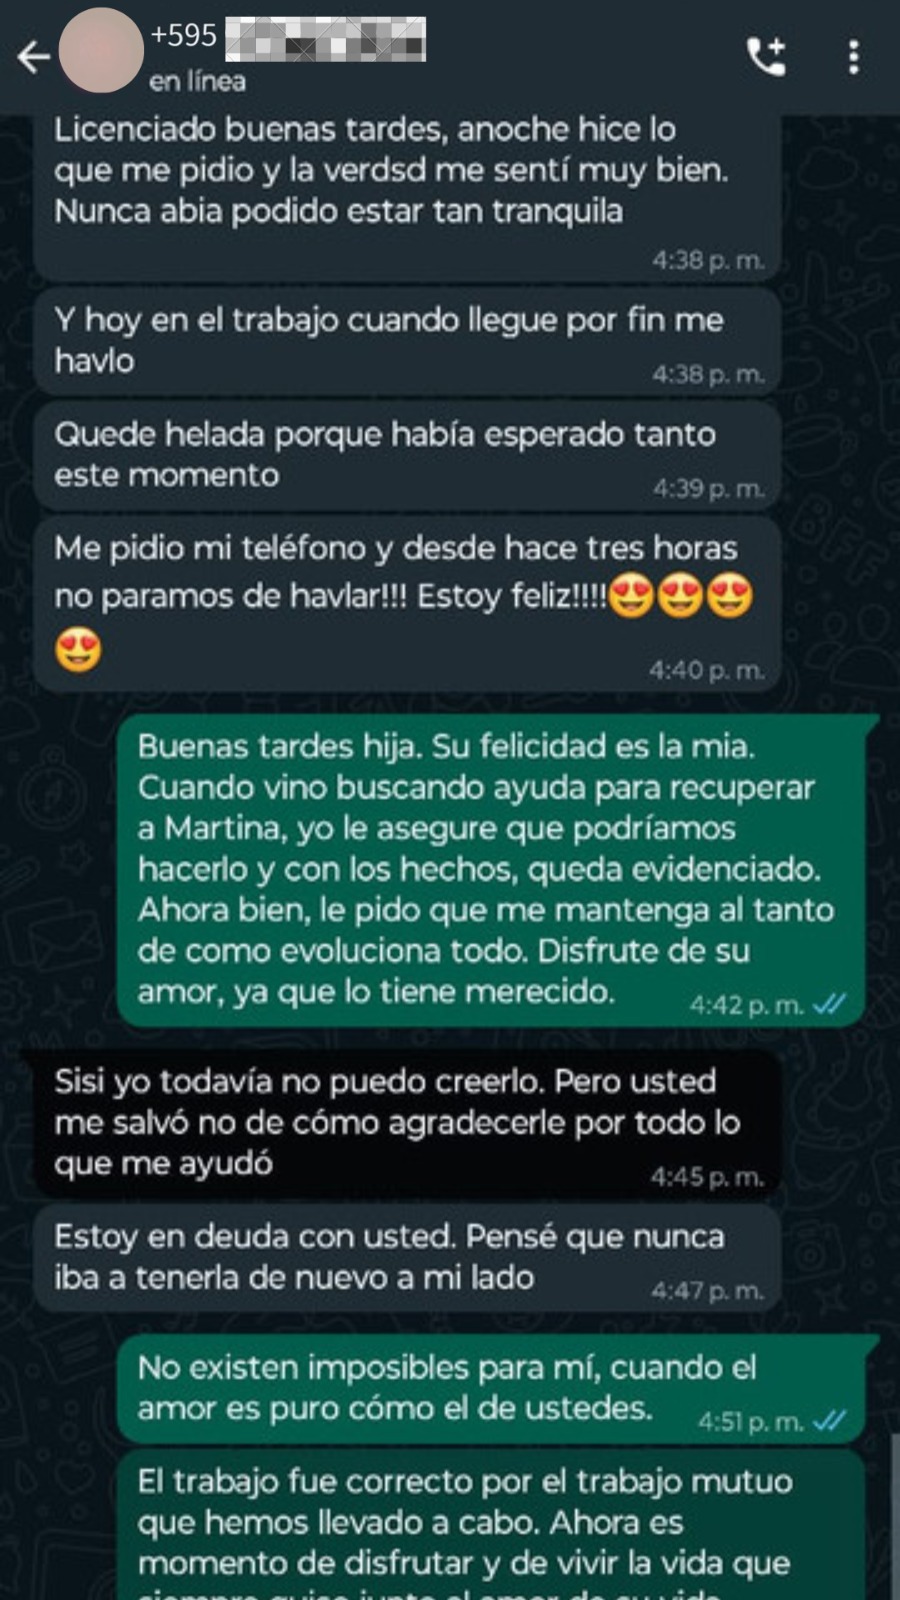 +595
en línea
Licenciado buenas tardes, anoche hice lo
que me pidio y la verdsd me sentí muy bien.
Nunca abia podido estar tan tranquila
4:38 p. m.
Y hoy en el trabajo cuando llegue por fin me
havlo
4:38 p. m.
Quede helada porque había esperado tanto
este momento
4:39 p. m.
Me pidio mi teléfono y desde hace tres horas
no paramos de havlar!!! Estoy feliz!!!!😍😍😍
😍
4:40 p. m.
Buenas tardes hija. Su felicidad es la mia.
Cuando vino buscando ayuda para recuperar
a Martina, yo le asegure que podríamos
hacerlo y con los hechos, queda evidenciado.
Ahora bien, le pido que me mantenga al tanto
de como evoluciona todo. Disfrute de su
amor, ya que lo tiene merecido.
4:42 p. m.
Sisi yo todavía no puedo creerlo. Pero usted
me salvó no de cómo agradecerle por todo lo
que me ayudó
4:45 p. m.
Estoy en deuda con usted. Pensé que nunca
iba a tenerla de nuevo a mi lado
4:47 p. m.
No existen imposibles para mí, cuando el
amor es puro cómo el de ustedes.
4:51 p. m.
El trabajo fue correcto por el trabajo mutuo
que hemos llevado a cabo. Ahora es
momento de disfrutar y de vivir la vida que